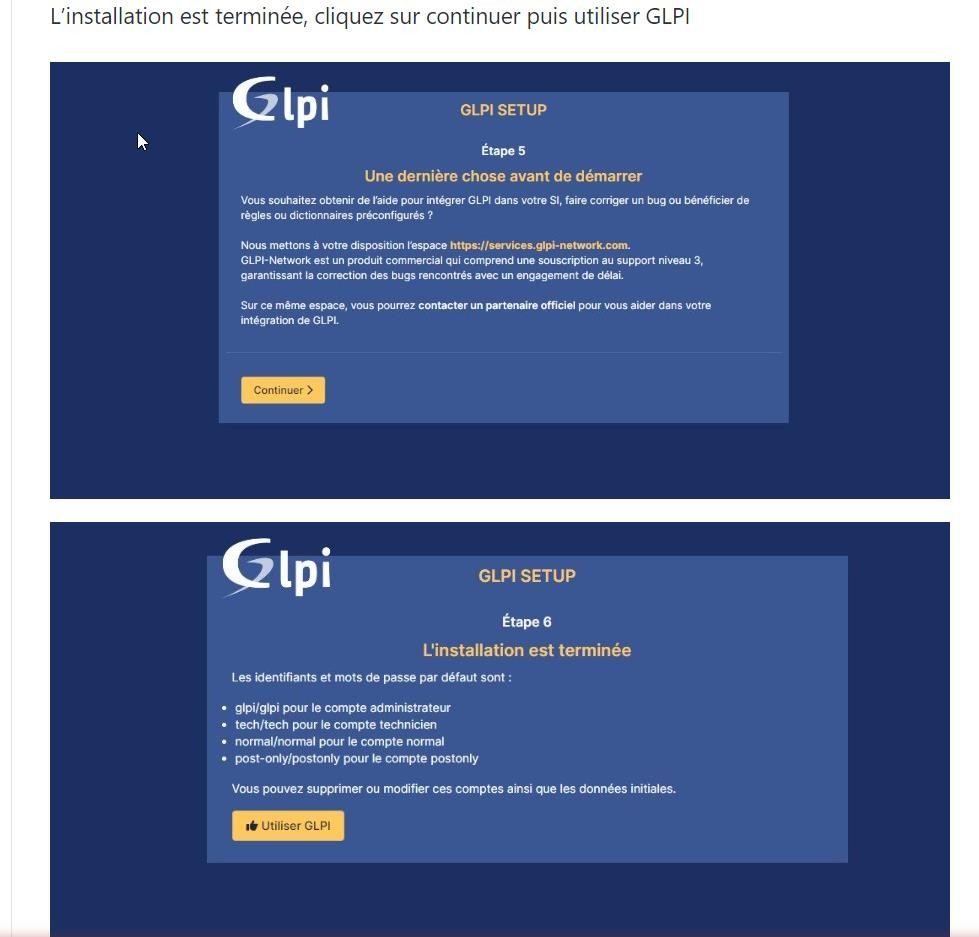 L’installation est terminée, cliquez sur continuer puis utiliser GLPI
Glpi
GLPI SETUP
Étape 5
Une dernière chose avant de démarrer
Vous souhaitez obtenir de l'aide pour intégrer GLPI dans votre SI, faire corriger un bug ou bénéficier de
règles ou dictionnaires préconfigurés ?
Nous mettons à votre disposition l'espace https://services.glpi-network.com.
GLPI-Network est un produit commercial qui comprend une souscription au support niveau 3,
garantissant la correction des bugs rencontrés avec un engagement de délai.
Sur ce même espace, vous pourrez contacter un partenaire officiel pour vous aider dans votre
intégration de GLPI.
Continuer >
Glpi
GLPI SETUP
Étape 6
L'installation est terminée
Les identifiants et mots de passe par défaut sont :
• glpi/glpi pour le compte administrateur
• tech/tech pour le compte technicien
• normal/normal pour le compte normal
• post-only/postonly pour le compte postonly
Vous pouvez supprimer ou modifier ces comptes ainsi que les données initiales.
Utiliser GLPI